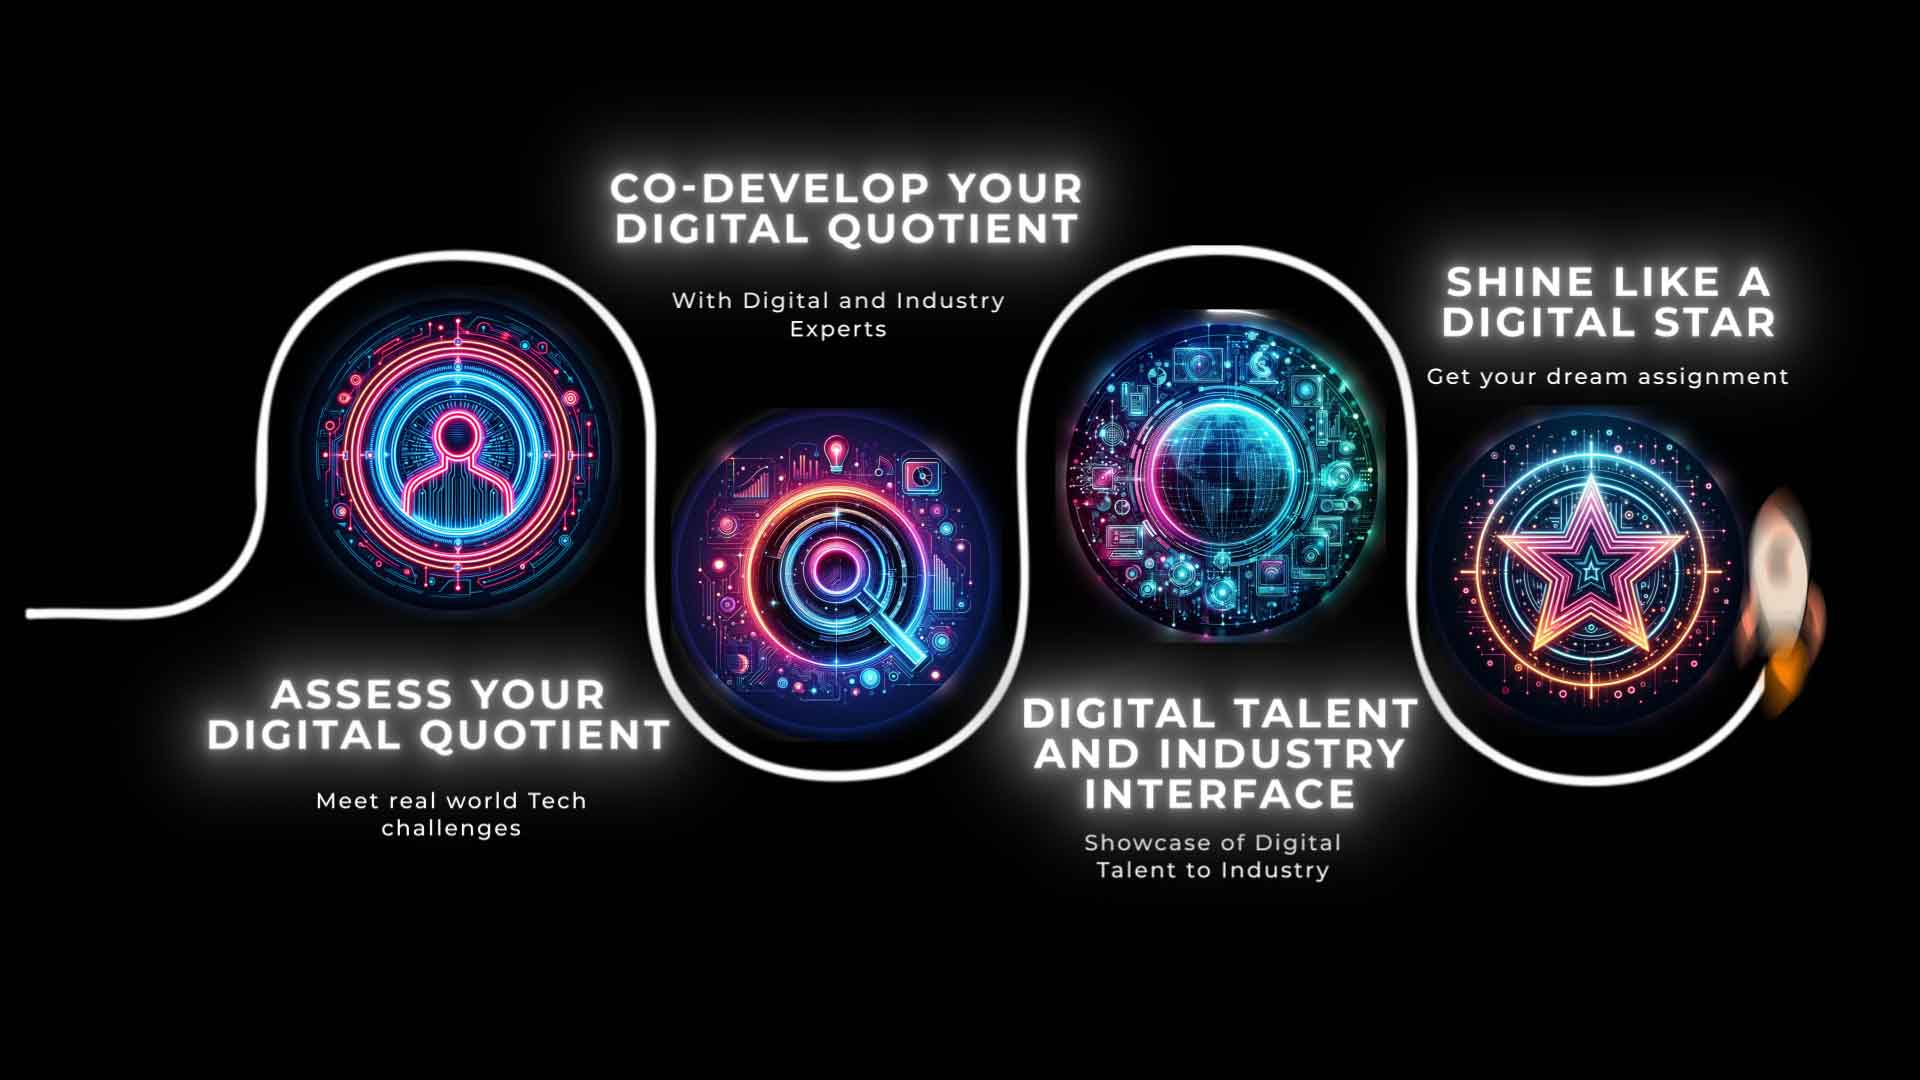 ASSESS YOUR
DIGITAL QUOTIENT
Meet real world Tech
challenges
CO-DEVELOP YOUR
DIGITAL QUOTIENT
With Digital and Industry
Experts
DIGITAL TALENT
AND INDUSTRY
INTERFACE
Showcase of Digital
Talent to Industry
SHINE LIKE A
DIGITAL STAR
Get your dream assignment